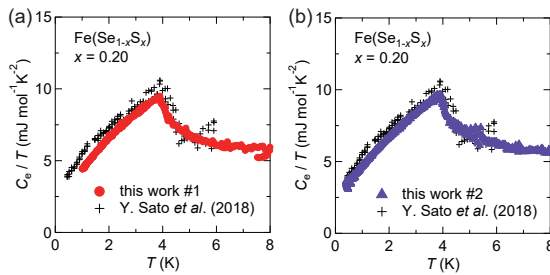 (a)
Fe(Se1-xSx)
x = 0.20
15
10
5
0
Ce / T (mJ mol-1K-2)
this work #1
Y. Sato et al. (2018)
0 2 4 6 8
T (K)
(b)
Fe(Se1-xSx)
x = 0.20
15
10
5
0
Ce / T (mJ mol-1K-2)
this work #2
Y. Sato et al. (2018)
0 2 4 6 8
T (K)